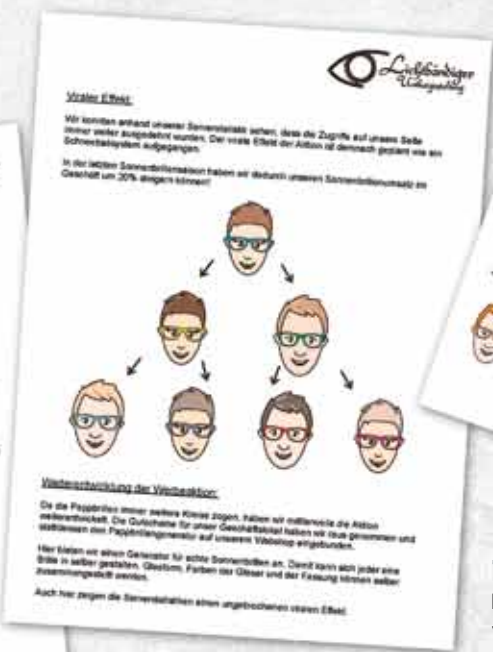 Lichtbändiger
Viraler Effekt:
Wir konnten anhand unserer Serverstatistik sehen, dass die Zugriffe auf unsere Seite
immer weiter ausgedehnt wurden. Der virale Effekt der Aktion ist demnach geplant wie ein
Schneeballsystem aufgegangen.
In der letzten Sonnenbrillensaison haben wir dadurch unseren Sonnenbrillenumsatz im
Geschäft um 20% steigern können!
Weiterentwicklung der Werbeaktion:
Da die Pappbrillen immer weitere Kreise zogen, haben wir mittlerweile die Aktion
weiterentwickelt. Die Gutscheine für unser Geschäftslokal haben wir raus genommen und
stattdessen den Pappbrillengenerator auf unserem Webshop eingebunden.
Hier bieten wir einen Generator für echte Sonnenbrillen an. Damit kann sich jeder eine
Brille in selber gestalten. Glasform, Farben der Gläser und der Fassung können selber
zusammengestellt werden.
Auch hier zeigen die Serverstatistiken einen ungebrochenen viralen Effekt.